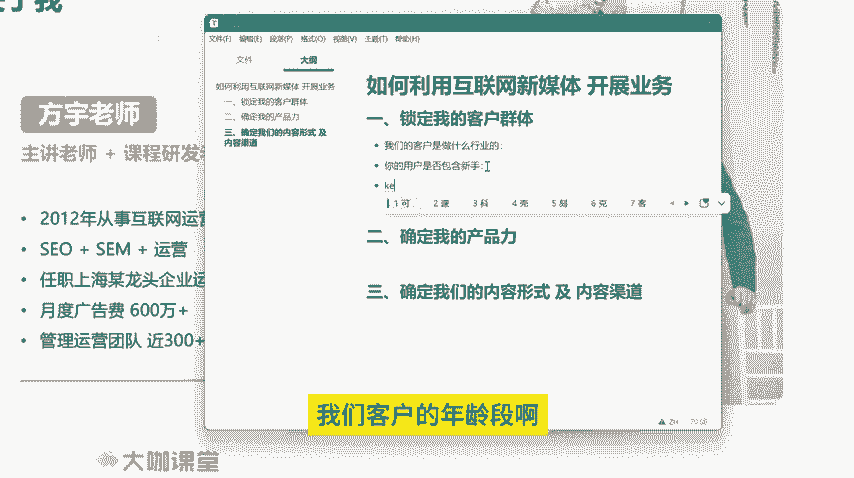 于我
方宇老师
主讲老师 + 课程研发
2012年从事互联网运营
SEO + SEM + 运营
任职上海某龙头企业运
月度广告费 600万+
管理运营团队 近300+
T
文件(F) 编辑(E) 段落(P) 格式(O) 视图(V) 主题(T) 帮助(H)
文件 大纲
如何利用互联网新媒体 开展业务
一、锁定我的客户群体
二、确定我的产品力
三、确定我们的内容形式 及
内容渠道
如何利用互联网新媒体 开展业务
一、锁定我的客户群体
我们的客户是做什么行业的:
你的用户是否包含新手:
ke
1 可 2 课 3 科 4 壳 5 刻 6 克 7 客
二、确定我的产品力
三、确定我们的内容形式 及 内容渠道
我们客户的年龄段啊
大咖课堂